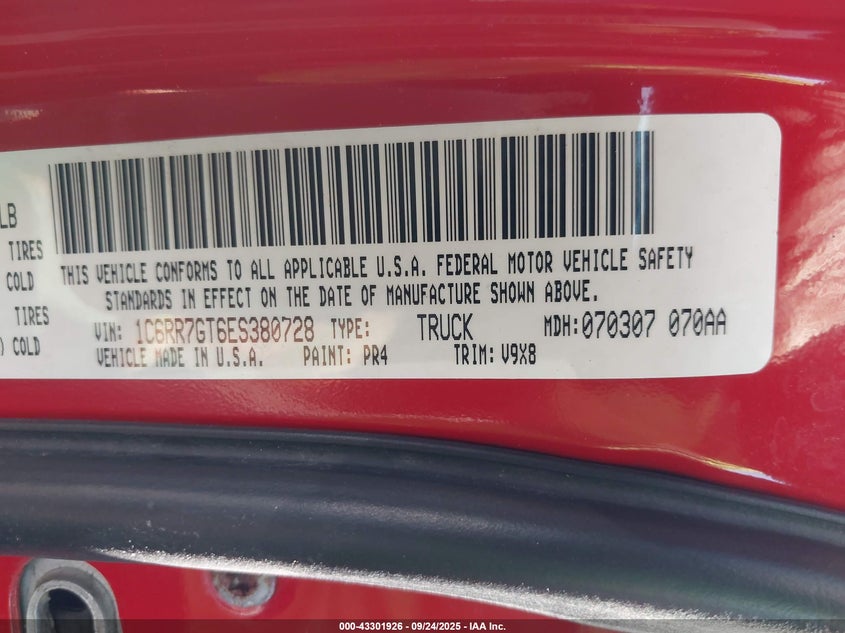 LB
TIRES
COLD
TIRES
) COLD
THIS VEHICLE CONFORMS TO ALL APPLICABLE U.S.A. FEDERAL MOTOR VEHICLE SAFETY
STANDARDS IN EFFECT ON THE DATE OF MANUFACTURE SHOWN ABOVE.
VIN: 1C6RR7GT6ES380728 TYPE: TRUCK MDH: 070307 070AA
VEHICLE MADE IN U.S.A. PAINT: PR4 TRIM: V9X8
000-43301926 - 09/24/2025 - IAA Inc.